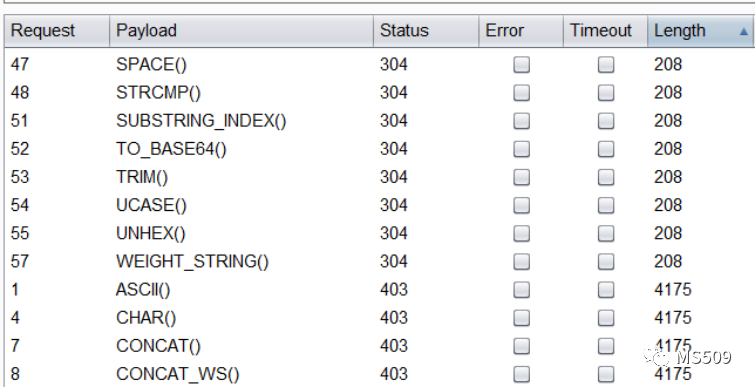 Request Payload Status Error Timeout Length
47 SPACE() 304 208
48 STRCMP() 304 208
51 SUBSTRING_INDEX() 304 208
52 TO_BASE64() 304 208
53 TRIM() 304 208
54 UCASE() 304 208
55 UNHEX() 304 208
57 WEIGHT_STRING() 304 208
1 ASCII() 403 4175
4 CHAR() 403 4175
7 CONCAT() 403 4175
8 CONCAT_WS() 403 4175
MS509